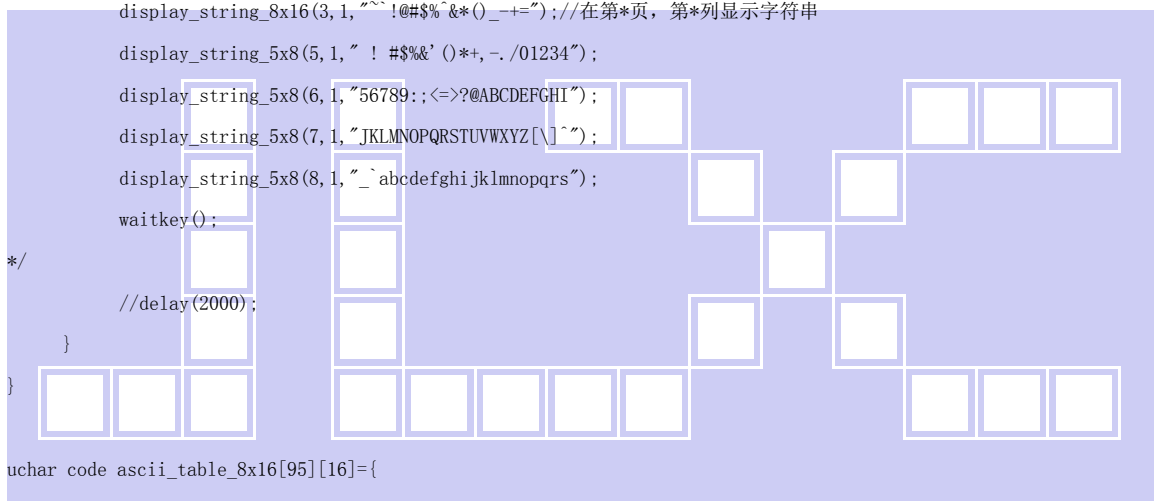 display_string_8x16(3,1,"~`!@#$%^&*()_-+=");//在第*页，第*列显示字符串
display_string_5x8(5,1," ! #$%&'()*+,-./01234");
display_string_5x8(6,1,"56789:;<=>?@ABCDEFGHI");
display_string_5x8(7,1,"JKLMNOPQRSTUVWXYZ[\]^");
display_string_5x8(8,1,"_`abcdefghijklmnopqrs");
waitkey();
*/
//delay(2000);
}
}
uchar code ascii_table_8x16[95][16]={